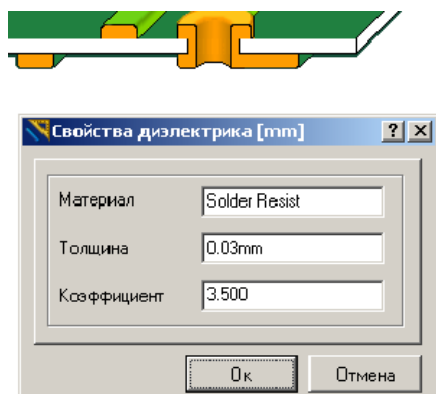 Свойства диэлектрика [mm]
Материал Solder Resist
Толщина 0.03mm
Коэффициент 3.500
Ок Отмена